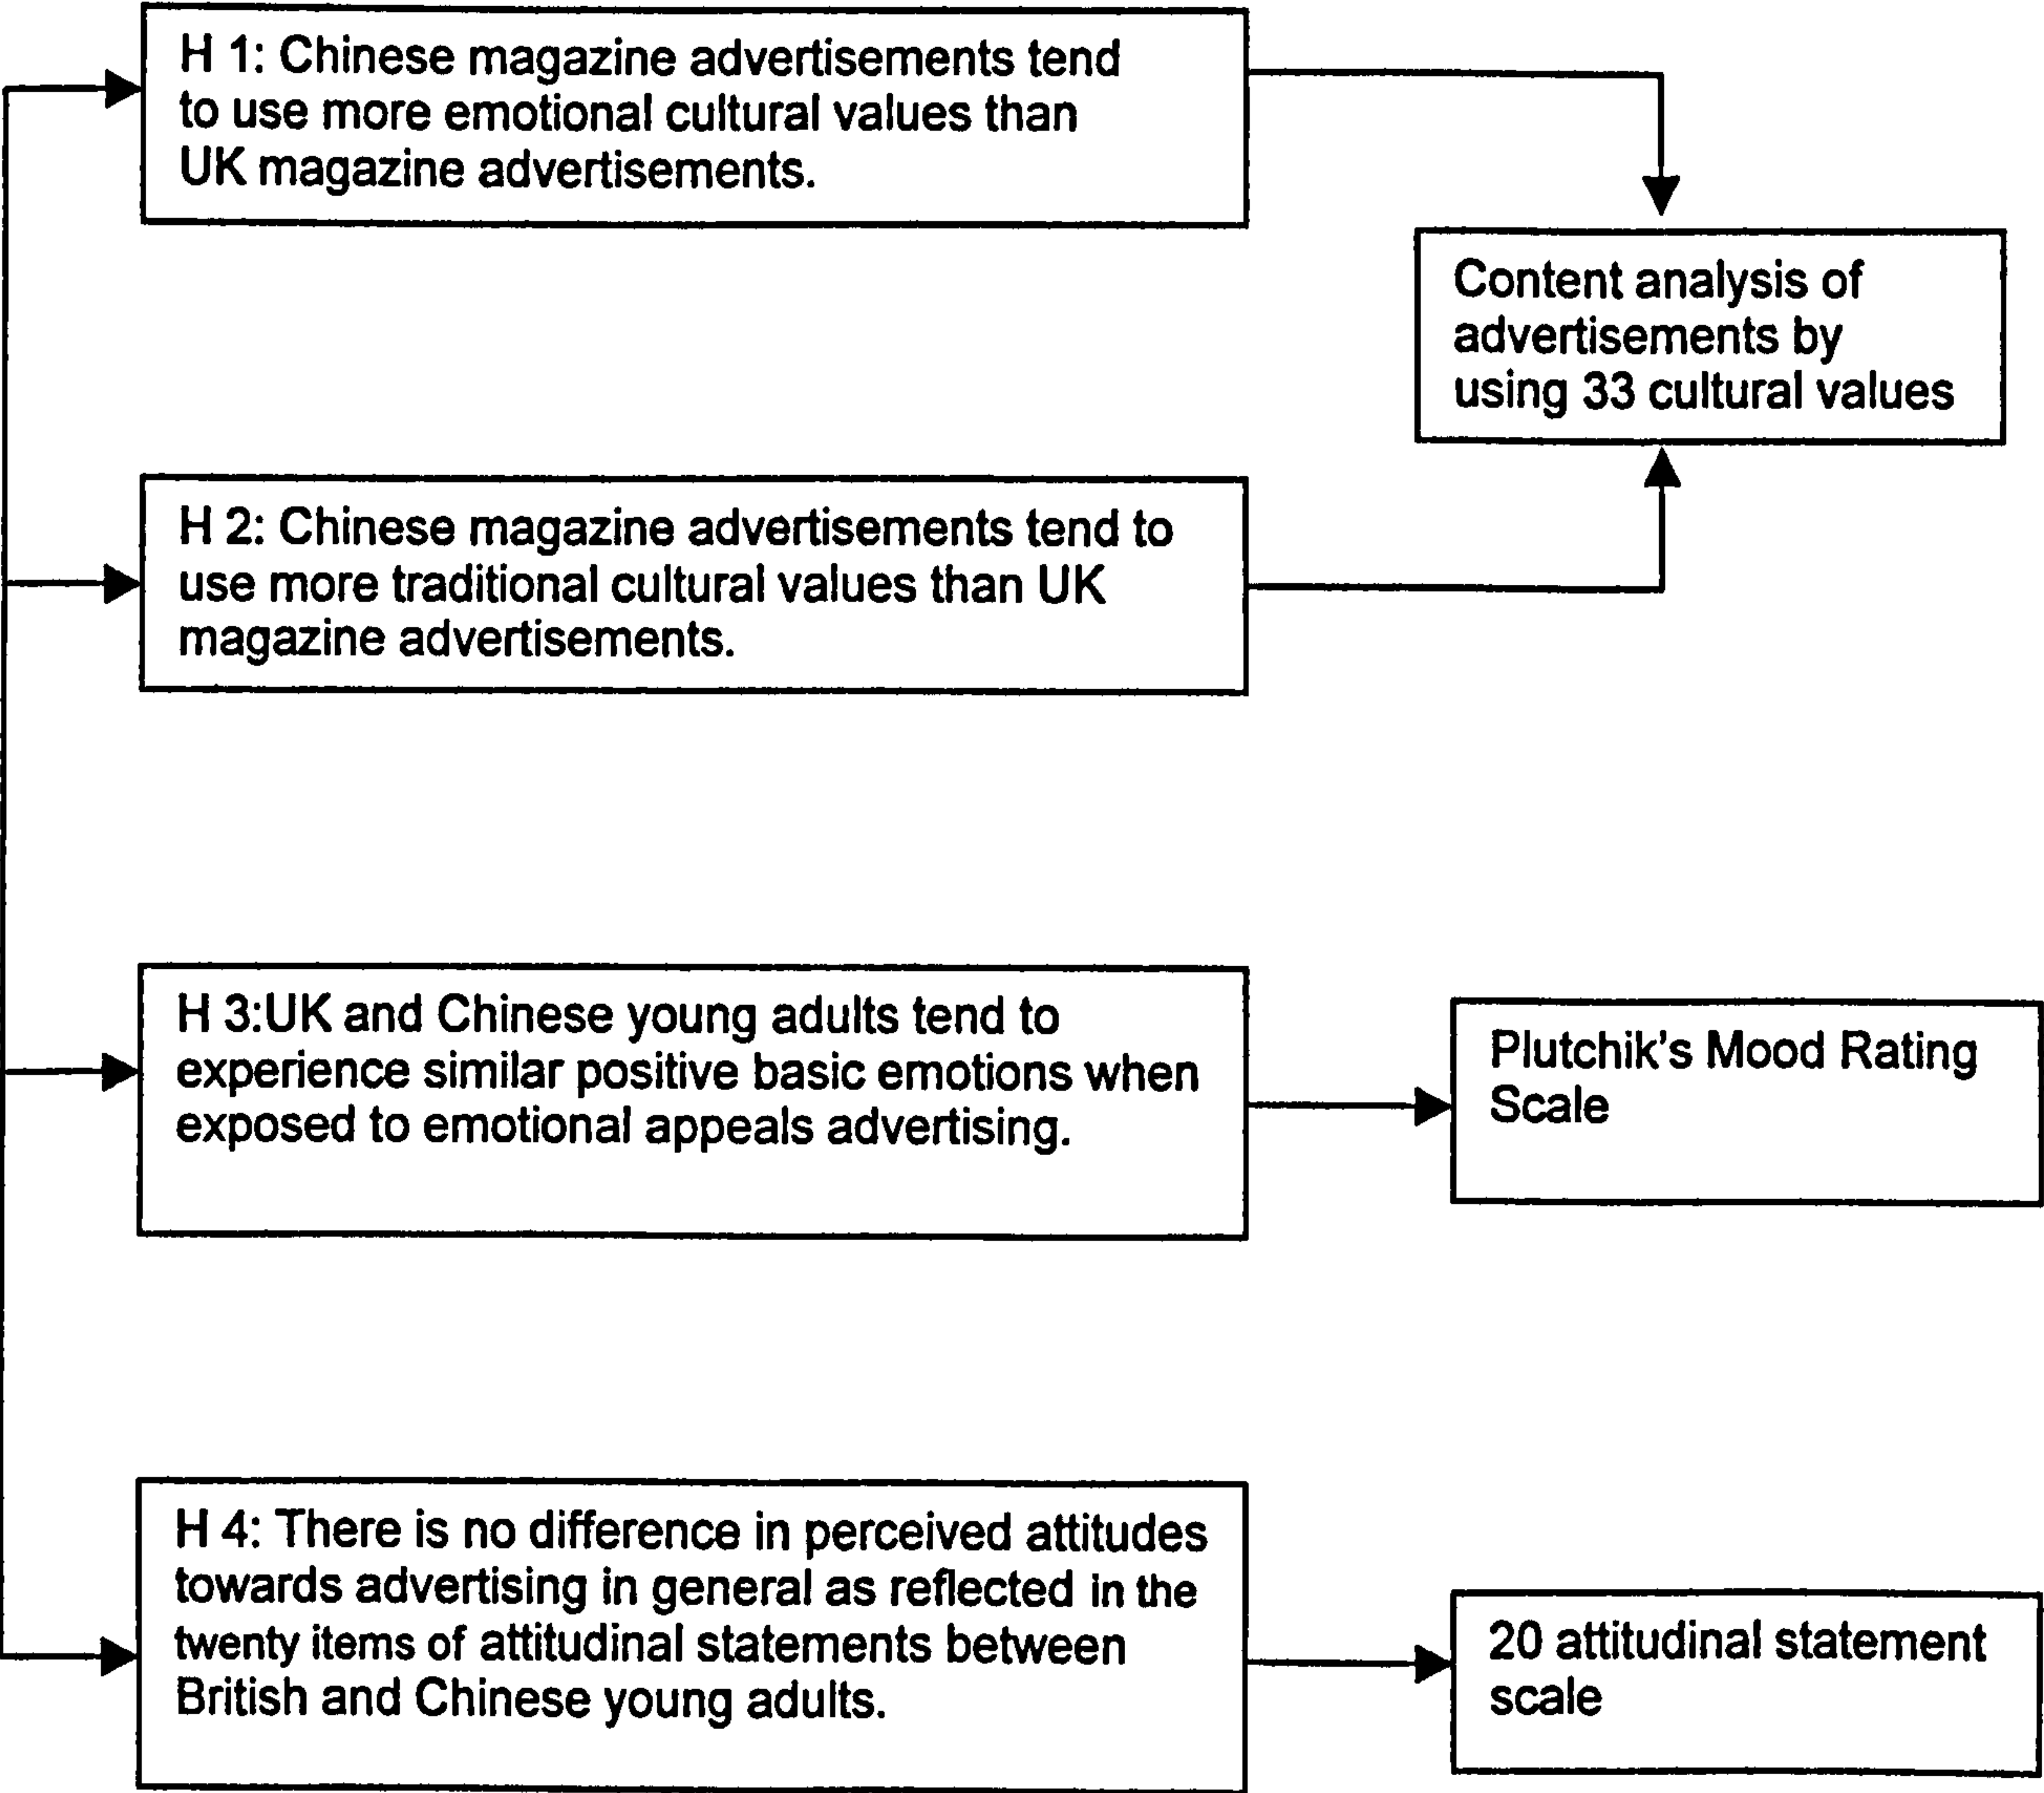 H 1: Chinese magazine advertisements tend
to use more emotional cultural values than
UK magazine advertisements.
Content analysis of
advertisements by
using 33 cultural values
H 2: Chinese magazine advertisements tend to
use more traditional cultural values than UK
magazine advertisements.
H 3:UK and Chinese young adults tend to
experience similar positive basic emotions when
exposed to emotional appeals advertising.
Plutchik's Mood Rating
Scale
H 4: There is no difference in perceived attitudes
towards advertising in general as reflected in the
twenty items of attitudinal statements between
British and Chinese young adults.
20 attitudinal statement
scale